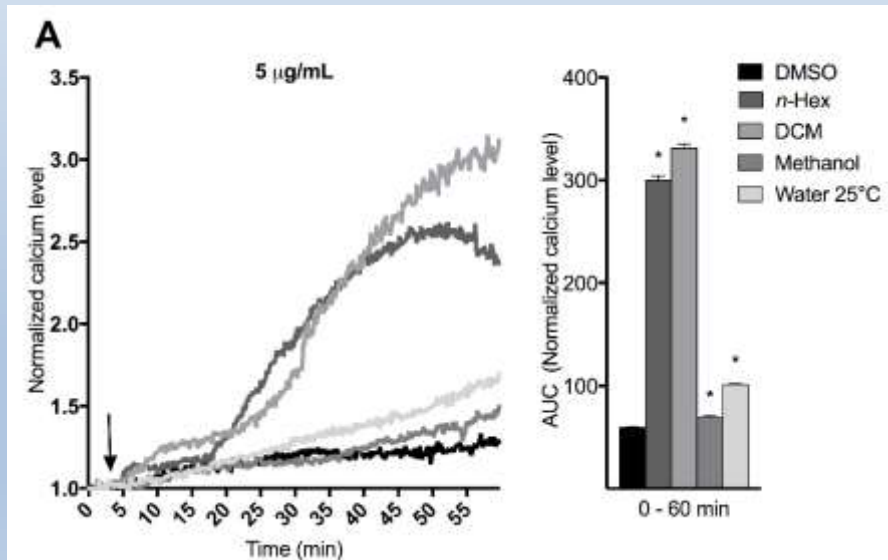 A
5 µg/mL
Normalized calcium level
3.5
3.0
2.5
2.0
1.5
1.0
0 5 10 15 20 25 30 35 40 45 50 55
Time (min)
AUC (Normalized calcium level)
400
300
200
100
* * * *
0 - 60 min
DMSO
n-Hex
DCM
Methanol
Water 25°C